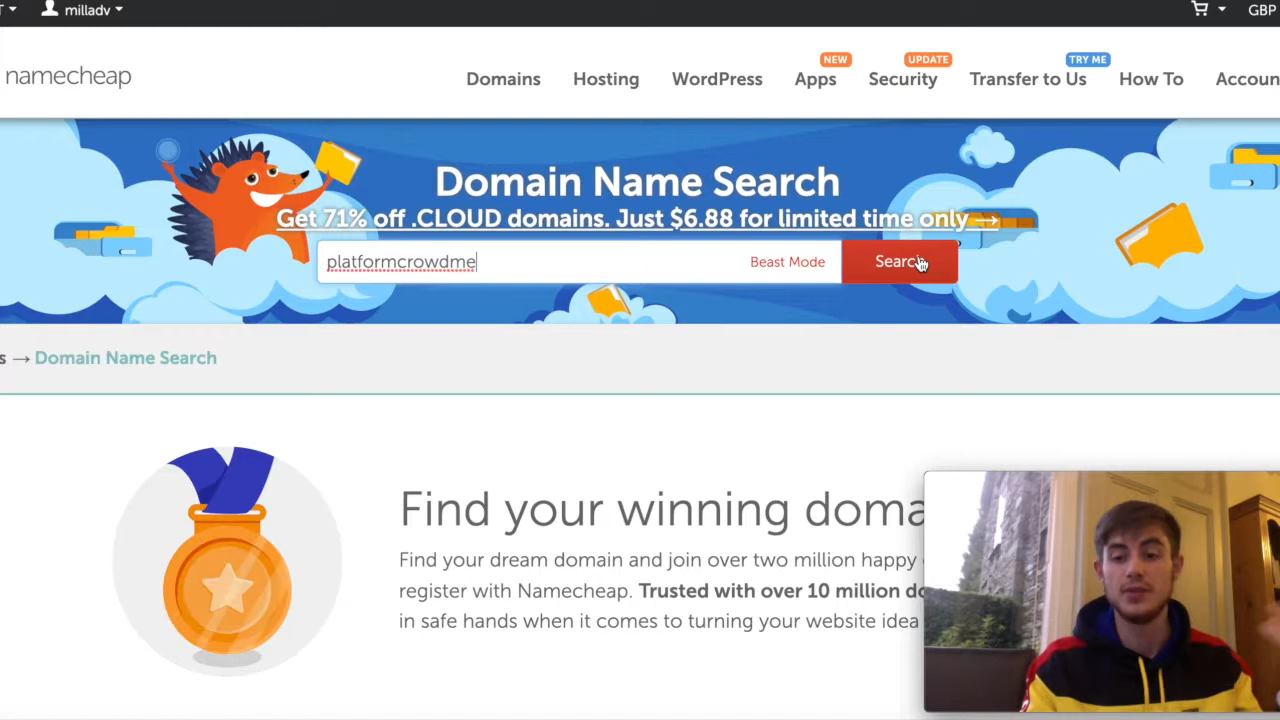 T
milladv
GBP
namecheap
NEW
UPDATE
TRY ME
Domains Hosting WordPress Apps Security Transfer to Us How To Accoun
Domain Name Search
Get 71% off .CLOUD domains. Just $6.88 for limited time only →
platformcrowdme
Beast Mode
Search
s → Domain Name Search
Find your winning doma
Find your dream domain and join over two million happy
register with Namecheap. Trusted with over 10 million do
in safe hands when it comes to turning your website idea